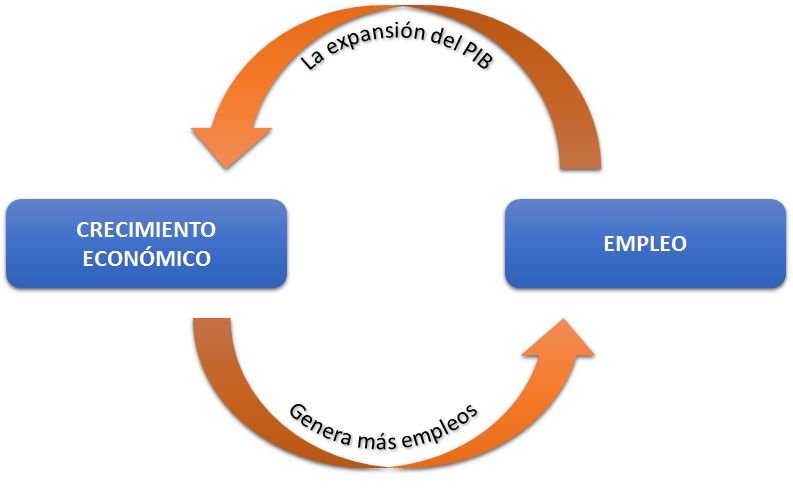 La expansión del PIB
CRECIMIENTO
ECONÓMICO
EMPLEO
Genera más empleos